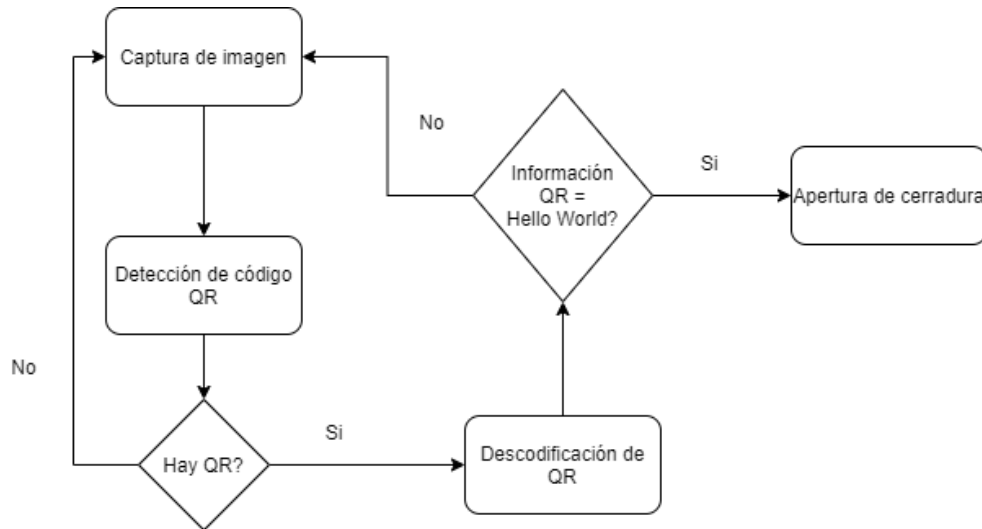 Captura de imagen
Detección de código
QR
Hay QR?
No
Si
Descodificación de
QR
Información
QR =
Hello World?
No
Si
Apertura de cerradura